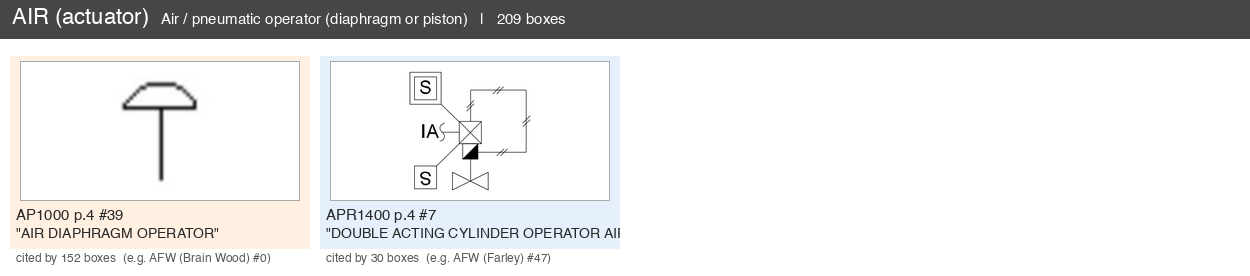 AIR (actuator) Air / pneumatic operator (diaphragm or piston) | 209 boxes
S
IA
S
AP1000 p.4 #39
"AIR DIAPHRAGM OPERATOR"
cited by 152 boxes (e.g. AFW (Brain Wood) #0)
APR1400 p.4 #7
"DOUBLE ACTING CYLINDER OPERATOR AI
cited by 30 boxes (e.g. AFW (Farley) #47)